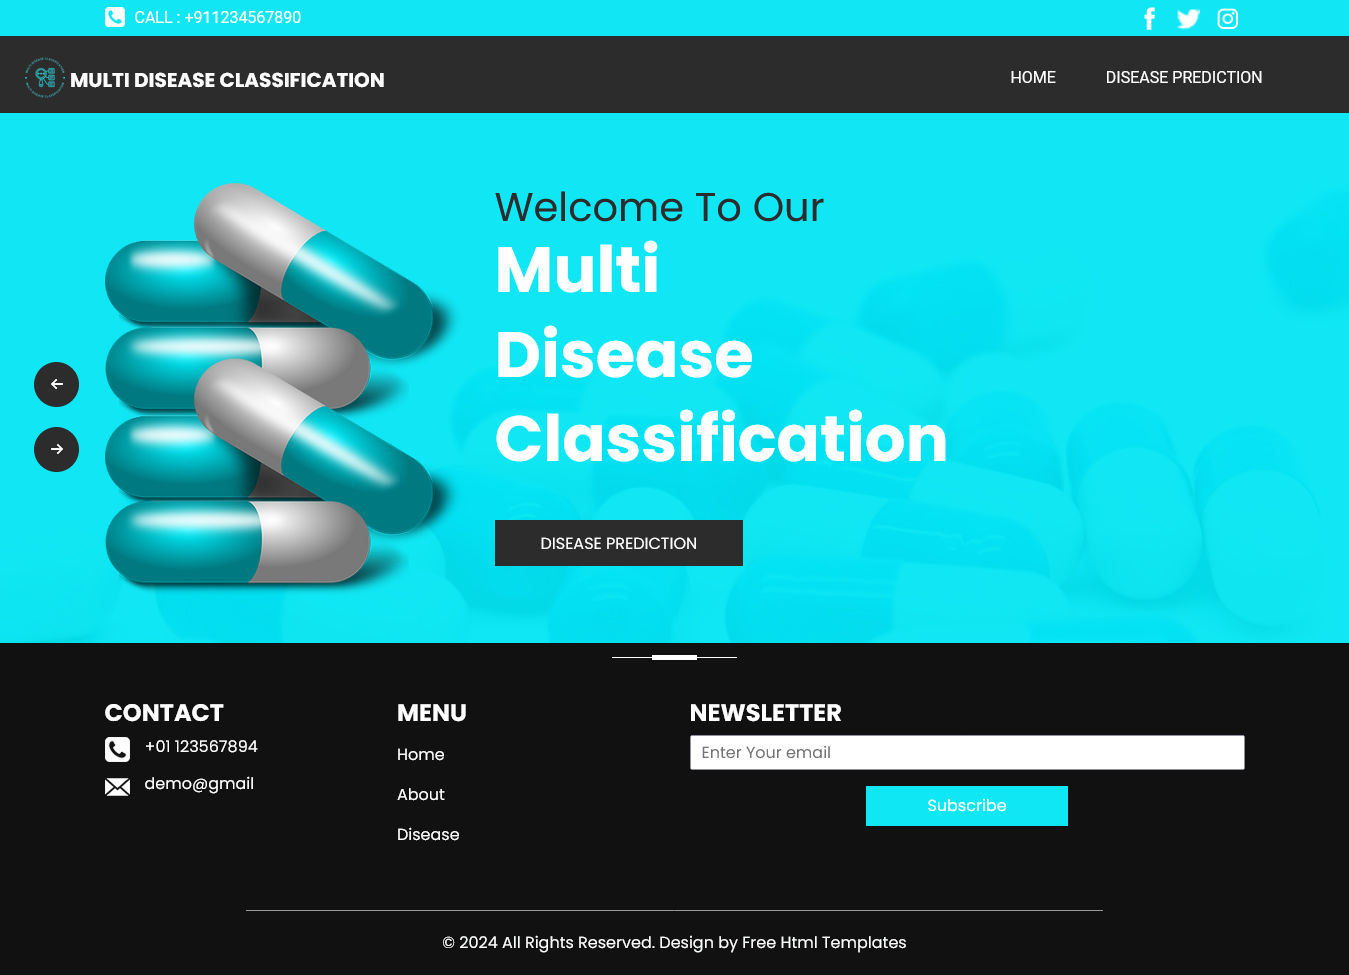 CALL : +911234567890
MULTI DISEASE CLASSIFICATION
HOME
DISEASE PREDICTION
Welcome To Our
Multi
Disease
Classification
DISEASE PREDICTION
CONTACT
+01 123567894
demo@gmail
MENU
Home
About
Disease
NEWSLETTER
Enter Your email
Subscribe
© 2024 All Rights Reserved. Design by Free Html Templates